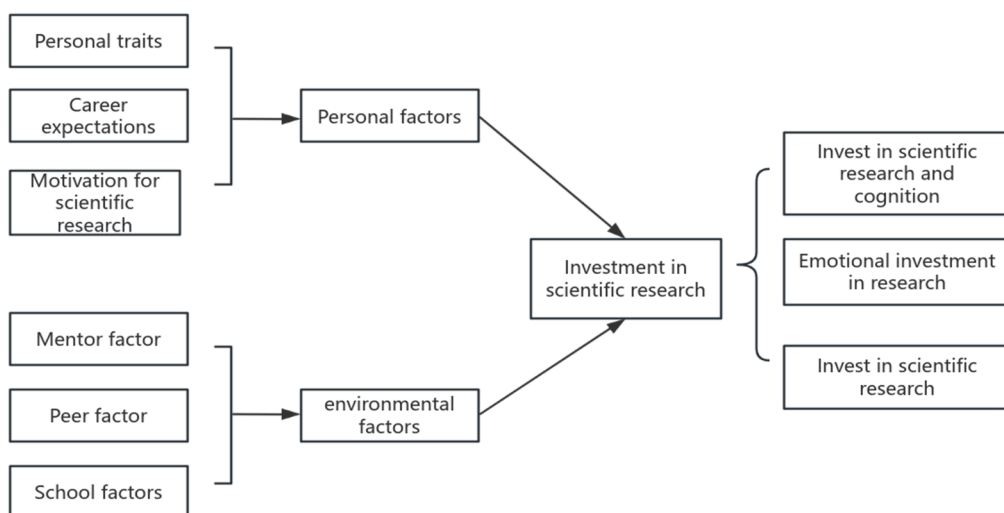 Personal traits
Career
expectations
Motivation for
scientific
research
Personal factors
Mentor factor
Peer factor
School factors
environmental
factors
Investment in
scientific research
Invest in scientific
research and
cognition
Emotional investment
in research
Invest in scientific
research